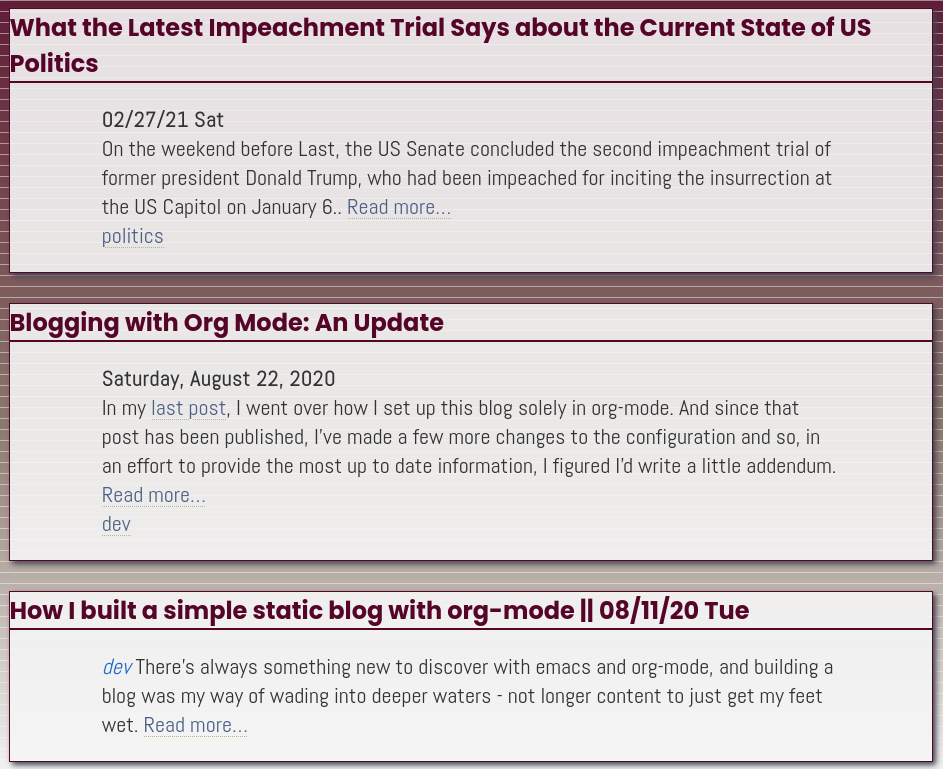 What the Latest Impeachment Trial Says about the Current State of US
Politics
02/27/21 Sat
On the weekend before Last, the US Senate concluded the second impeachment trial of
former president Donald Trump, who had been impeached for inciting the insurrection at
the US Capitol on January 6.. Read more...
politics
Blogging with Org Mode: An Update
Saturday, August 22, 2020
In my last post, I went over how I set up this blog solely in org-mode. And since that
post has been published, I've made a few more changes to the configuration and so, in
an effort to provide the most up to date information, I figured I'd write a little addendum.
Read more...
dev
How I built a simple static blog with org-mode || 08/11/20 Tue
dev There's always something new to discover with emacs and org-mode, and building a
blog was my way of wading into deeper waters - not longer content to just get my feet
wet. Read more...